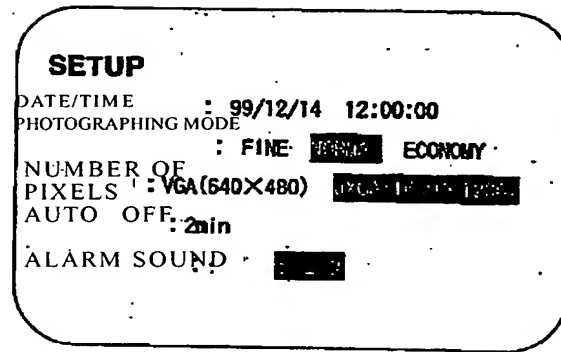 SETUP
DATE/TIME : 99/12/14 12:00:00
PHOTOGRAPHING MODE
: FINE ECONOMY
NUMBER OF
PIXELS : VGA(640×480)
AUTO OFF : 2min
ALARM SOUND